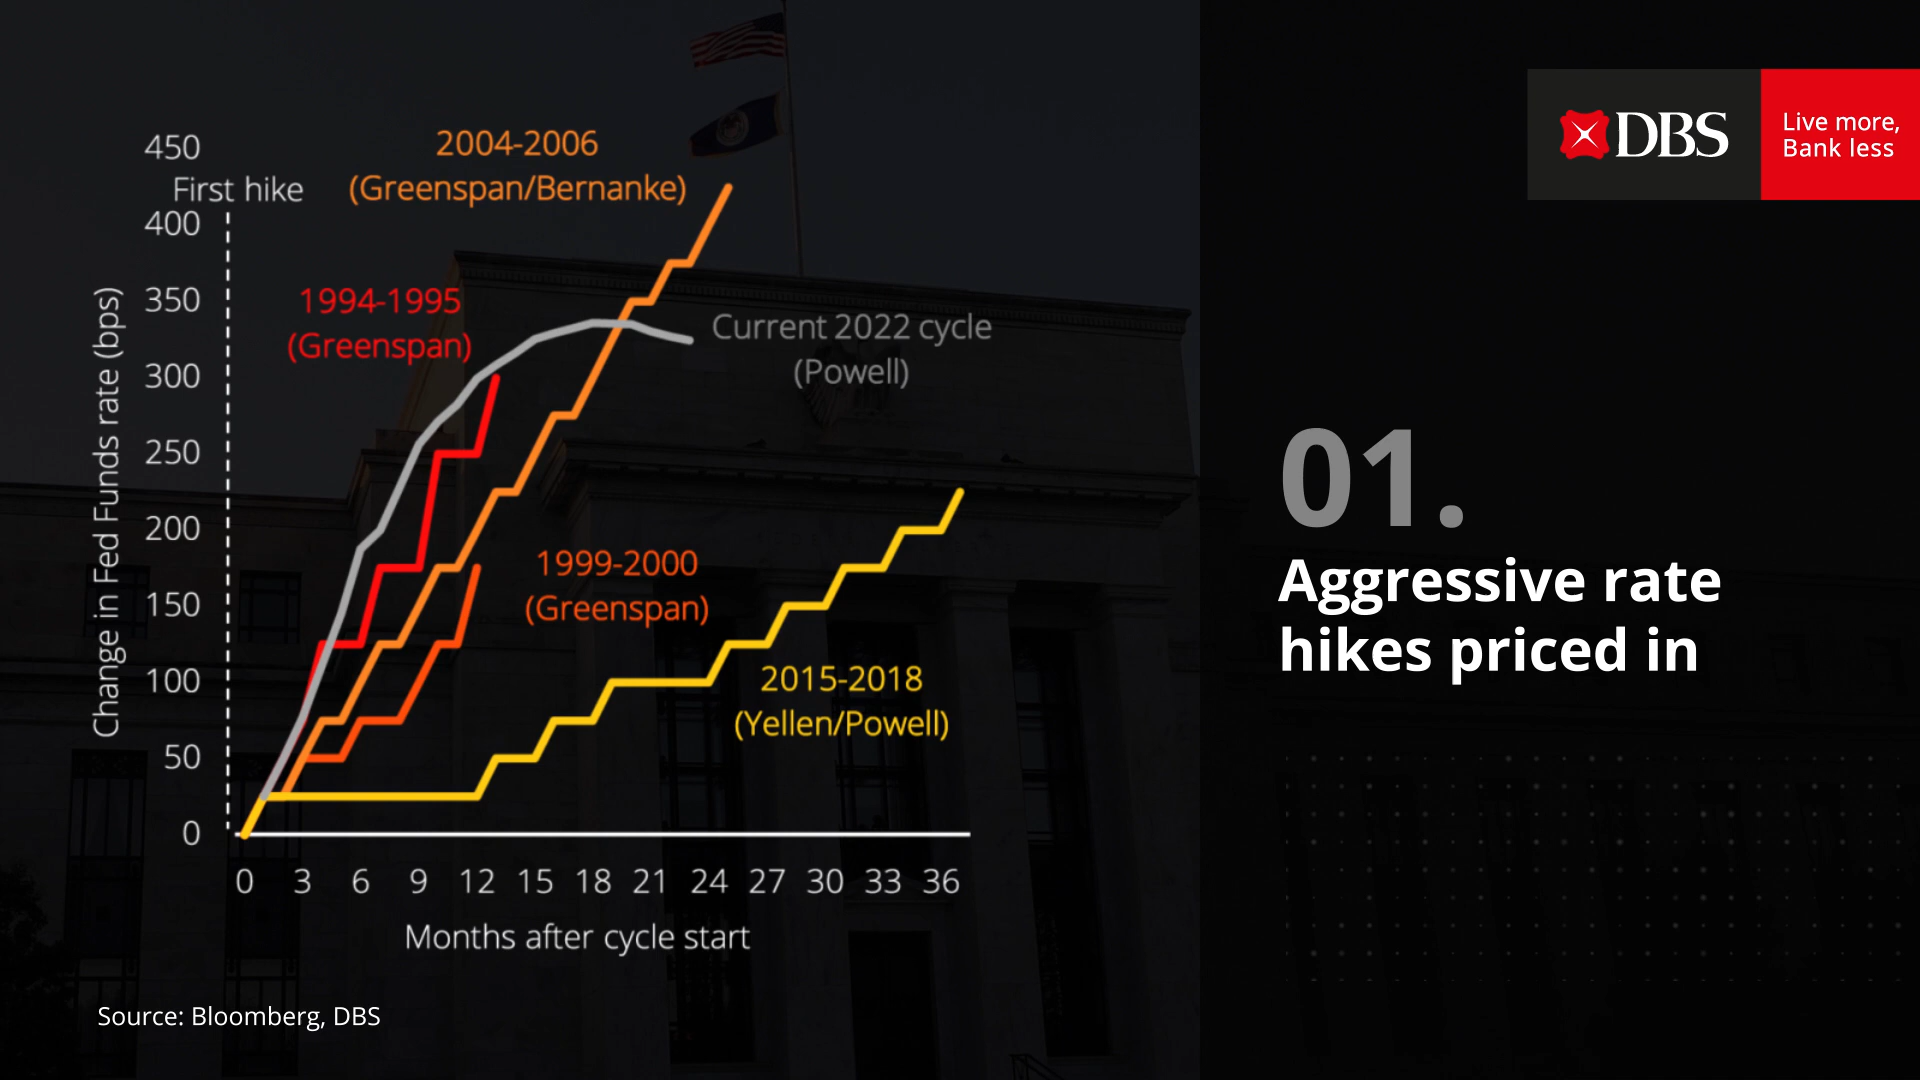 450
400
350
300
250
200
150
100
50
0
Change in Fed Funds rate (bps)
First hike
2004-2006
(Greenspan/Bernanke)
1994-1995
(Greenspan)
Current 2022 cycle
(Powell)
1999-2000
(Greenspan)
2015-2018
(Yellen/Powell)
0 3 6 9 12 15 18 21 24 27 30 33 36
Months after cycle start
Source: Bloomberg, DBS
DBS
Live more,
Bank less
01.
Aggressive rate
hikes priced in